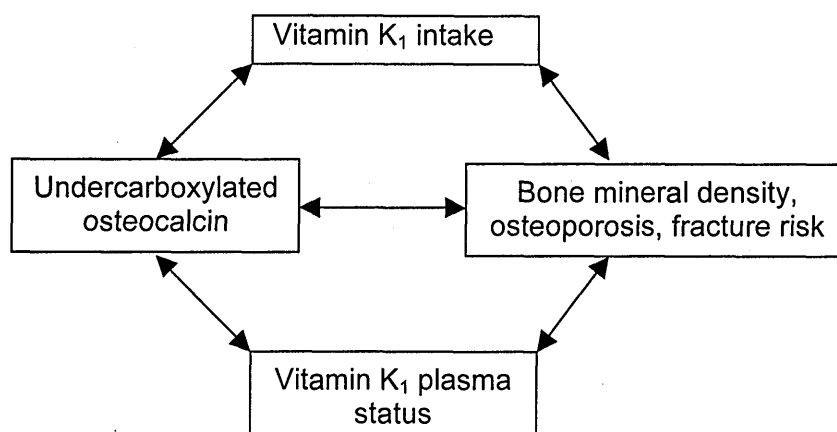 Vitamin K₁ intake
Undercarboxylated
osteocalcin
Bone mineral density,
osteoporosis, fracture risk
Vitamin K₁ plasma
status